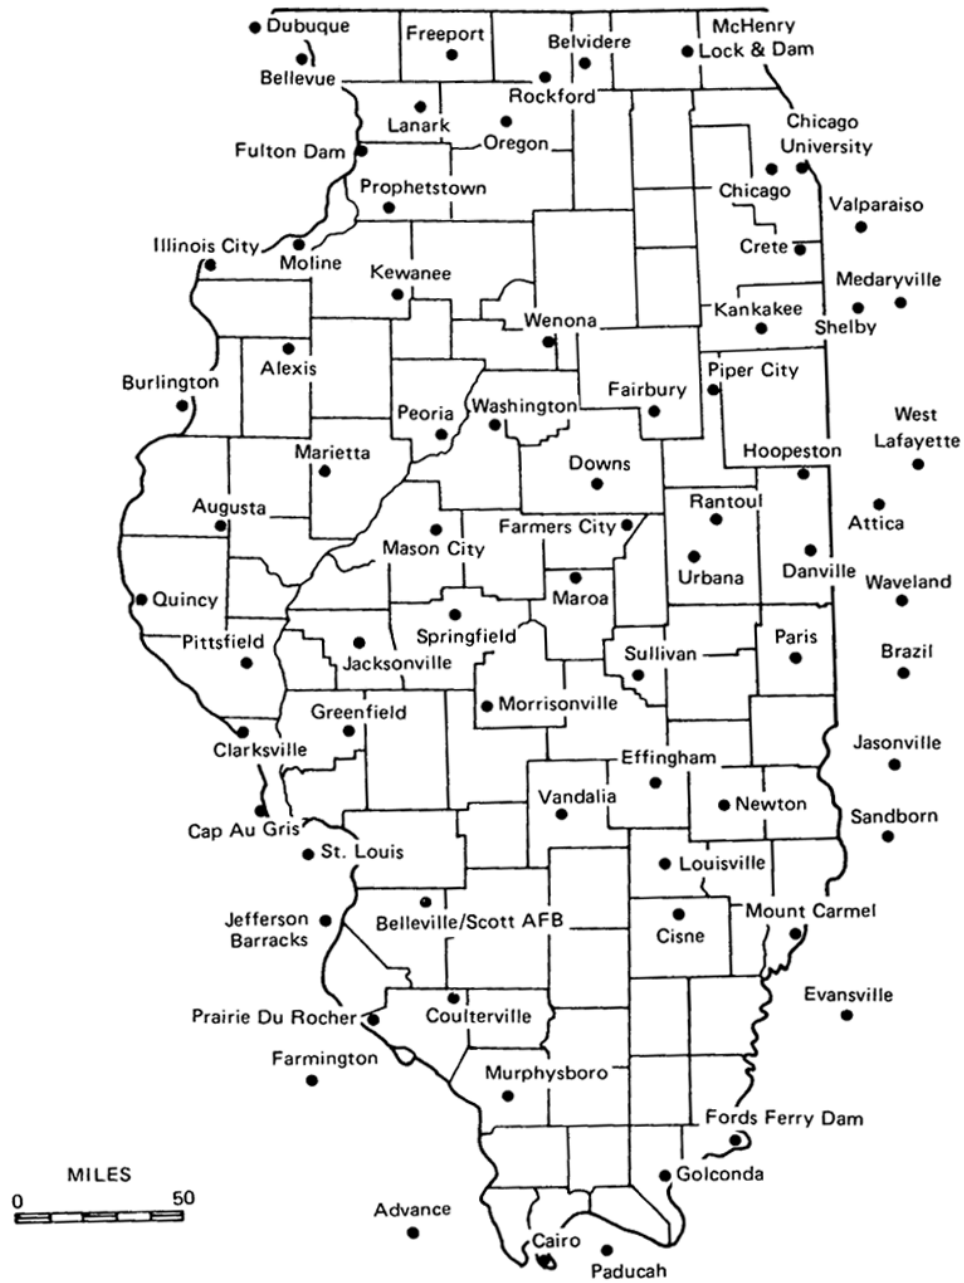 Dubuque
Freeport
McHenry
Lock & Dam
Belvidere
Bellevue
Rockford
Lanark
Oregon
Chicago
University
Fulton Dam
Prophetstown
Chicago
Valparaiso
Illinois City
Moline
Crete
Kewanee
Medaryville
Kankakee
Shelby
Wenona
Alexis
Piper City
Burlington
Fairbury
Peoria
Washington
West
Lafayette
Marietta
Downs
Hoopeston
Augusta
Rantoul
Farmers City
Attica
Mason City
Urbana
Danville
Waveland
Quincy
Maroa
Pittsfield
Springfield
Paris
Jacksonville
Sullivan
Brazil
Morrisonville
Greenfield
Clarksville
Effingham
Jasonville
Vandalia
Newton
Cap Au Gris
Sandborn
St. Louis
Louisville
Jefferson
Barracks
Belleville/Scott AFB
Mount Carmel
Cisne
Prairie Du Rocher
Coulterville
Evansville
Farmington
Murphysboro
Fords Ferry Dam
MILES
0 50
Golconda
Advance
Cairo
Paducah